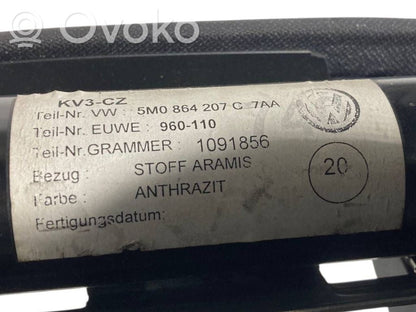 OVOKO
KV3-CZ
Teil-Nr. VW : 5M0 864 207 C 7AA
Teil-Nr. EUWE : 960-110
Teil-Nr.GRAMMER : 1091856
Bezug : STOFF ARAMIS
Farbe : ANTHRAZIT
Fertigungsdatum:
20